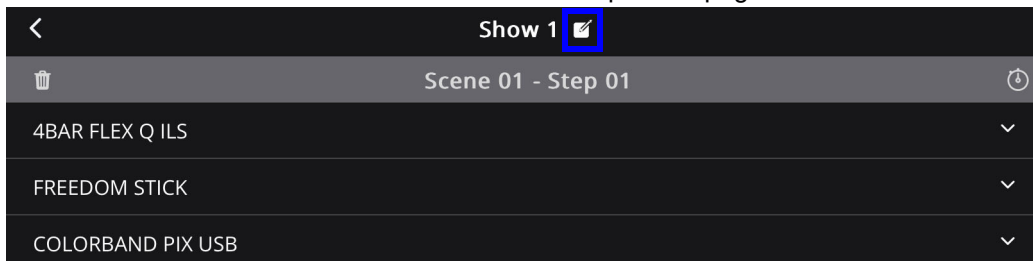 Show 1
Scene 01 - Step 01
4BAR FLEX Q ILS
FREEDOM STICK
COLORBAND PIX USB